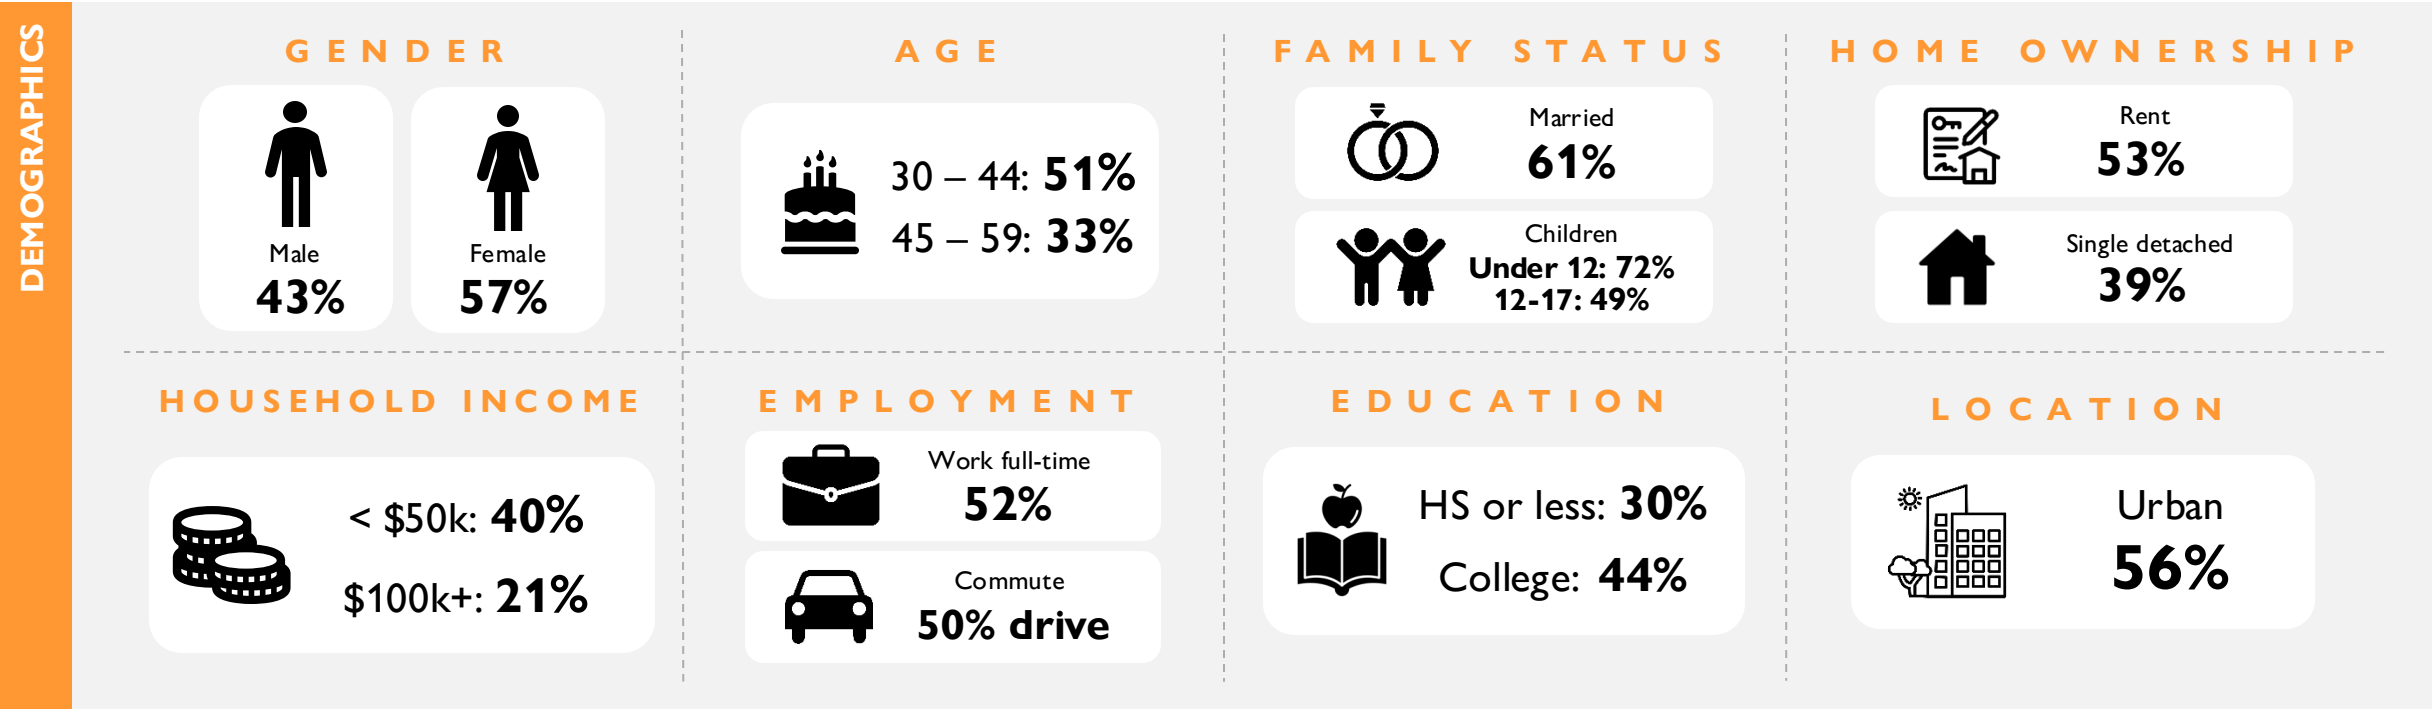 DEMOGRAPHICS
GENDER
Male
43%
Female
57%
AGE
30 – 44: 51%
45 – 59: 33%
FAMILY STATUS
Married
61%
Children
Under 12: 72%
12-17: 49%
HOME OWNERSHIP
Rent
53%
Single detached
39%
HOUSEHOLD INCOME
< $50k: 40%
$100k+: 21%
EMPLOYMENT
Work full-time
52%
Commute
50% drive
EDUCATION
HS or less: 30%
College: 44%
LOCATION
Urban
56%